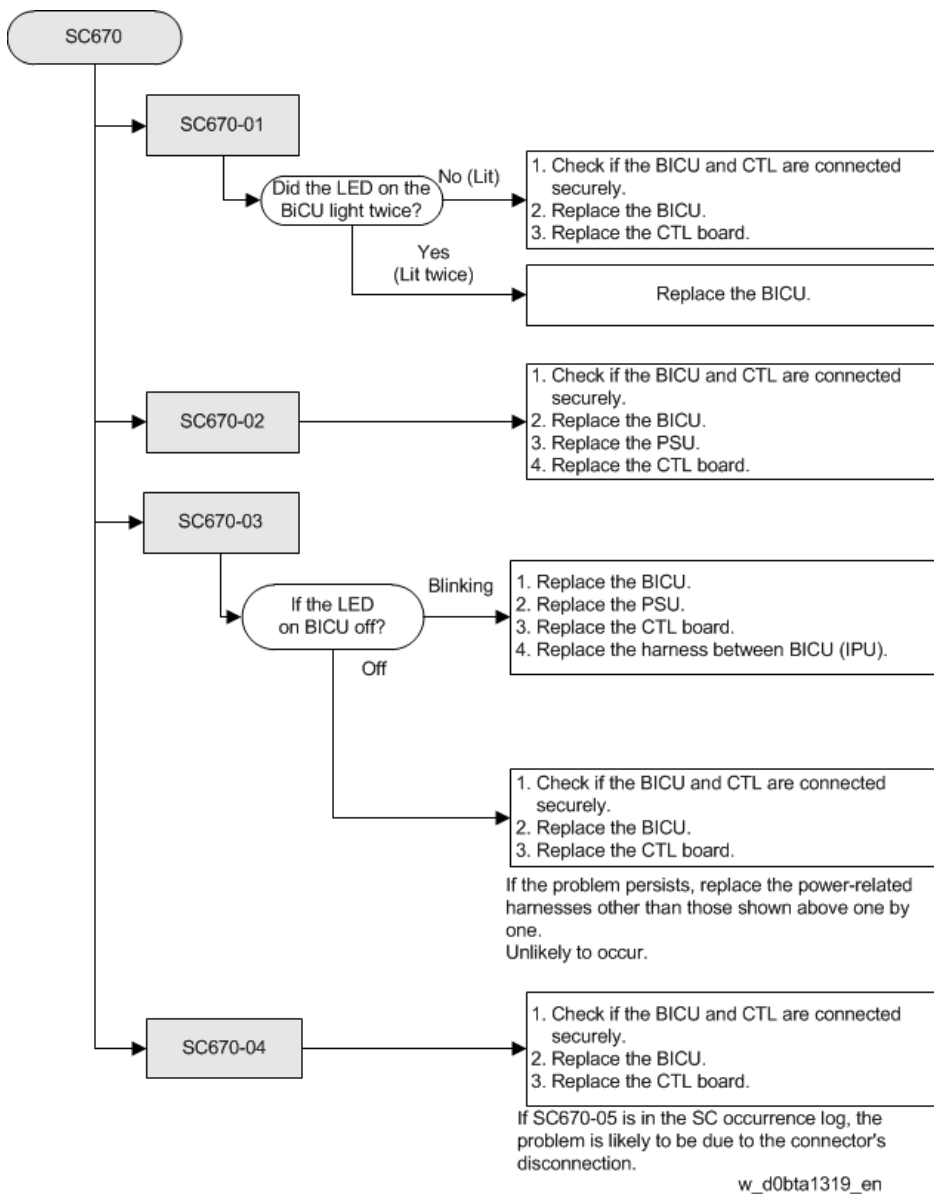 SC670
SC670-01
Did the LED on the
BiCU light twice?
No (Lit)
1. Check if the BICU and CTL are connected
securely.
2. Replace the BICU.
3. Replace the CTL board.
Yes
(Lit twice)
Replace the BICU.
SC670-02
1. Check if the BICU and CTL are connected
securely.
2. Replace the BICU.
3. Replace the PSU.
4. Replace the CTL board.
SC670-03
If the LED
on BICU off?
Blinking
1. Replace the BICU.
2. Replace the PSU.
3. Replace the CTL board.
4. Replace the harness between BICU (IPU).
Off
1. Check if the BICU and CTL are connected
securely.
2. Replace the BICU.
3. Replace the CTL board.
If the problem persists, replace the power-related
harnesses other than those shown above one by
one.
Unlikely to occur.
SC670-04
1. Check if the BICU and CTL are connected
securely.
2. Replace the BICU.
3. Replace the CTL board.
If SC670-05 is in the SC occurrence log, the
problem is likely to be due to the connector's
disconnection.
w_d0bta1319_en